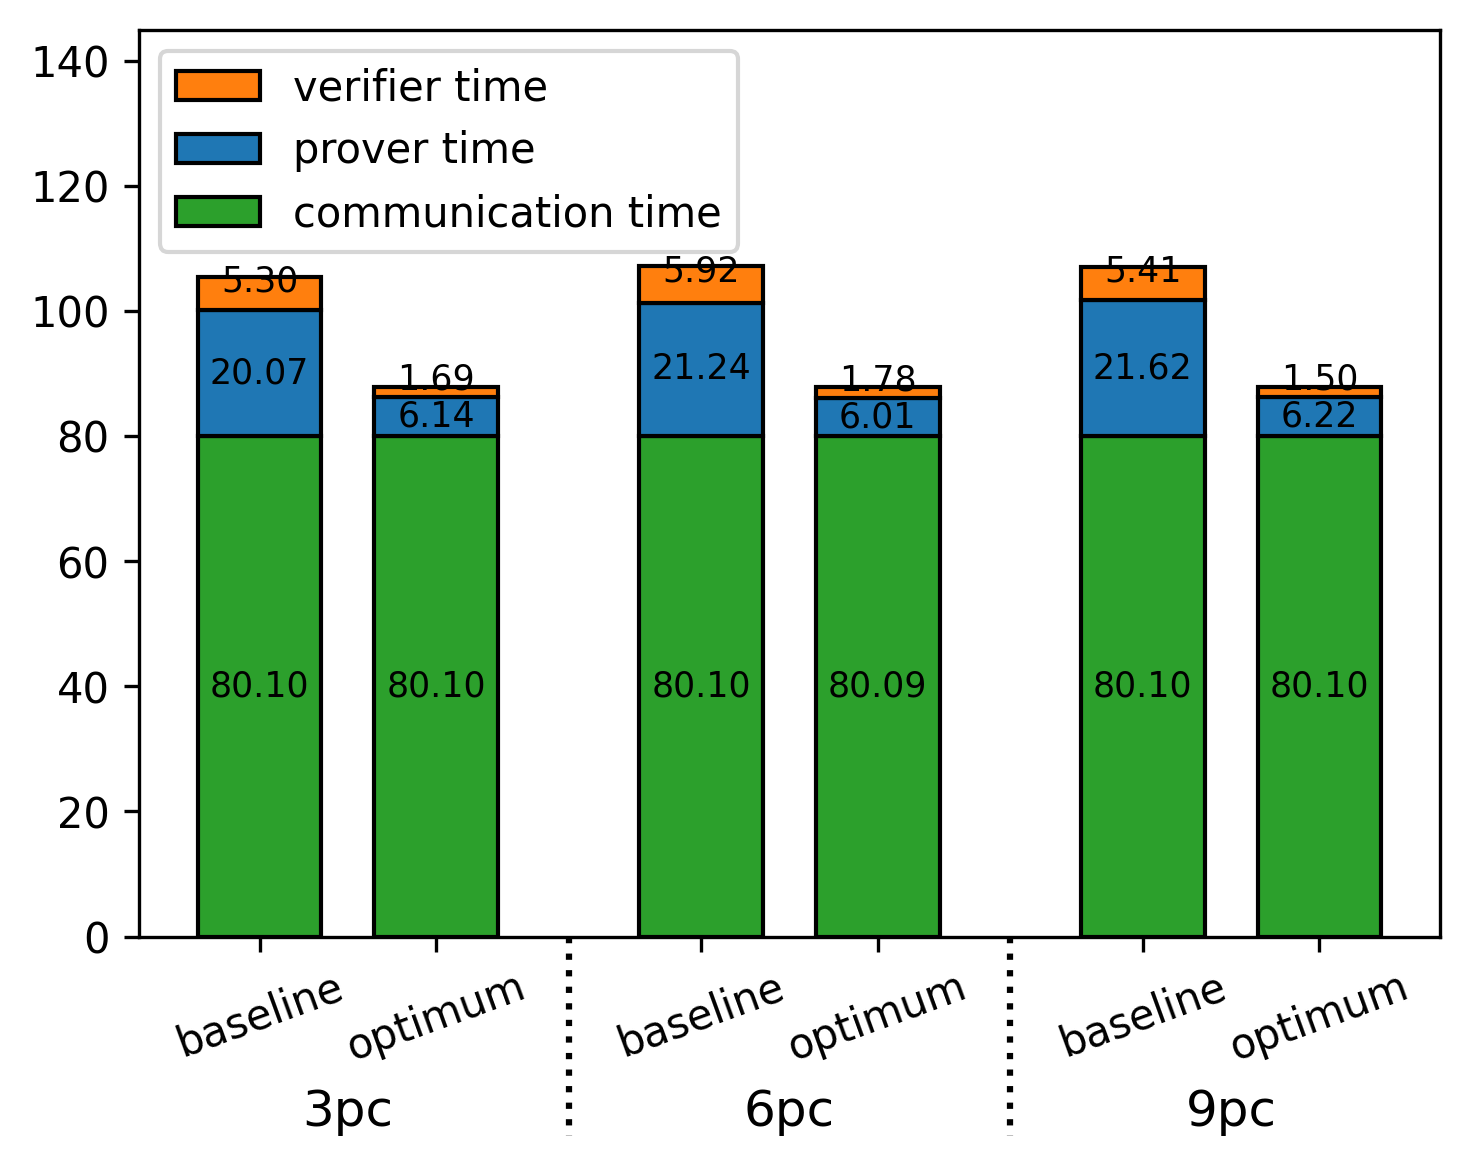 140
120
100
80
60
40
20
0
verifier time
prover time
communication time
5.30
20.07
80.10
1.69
6.14
80.10
5.92
21.24
80.10
1.78
6.01
80.09
5.41
21.62
80.10
1.50
6.22
80.10
baseline
optimum
baseline
optimum
baseline
optimum
3pc
6pc
9pc